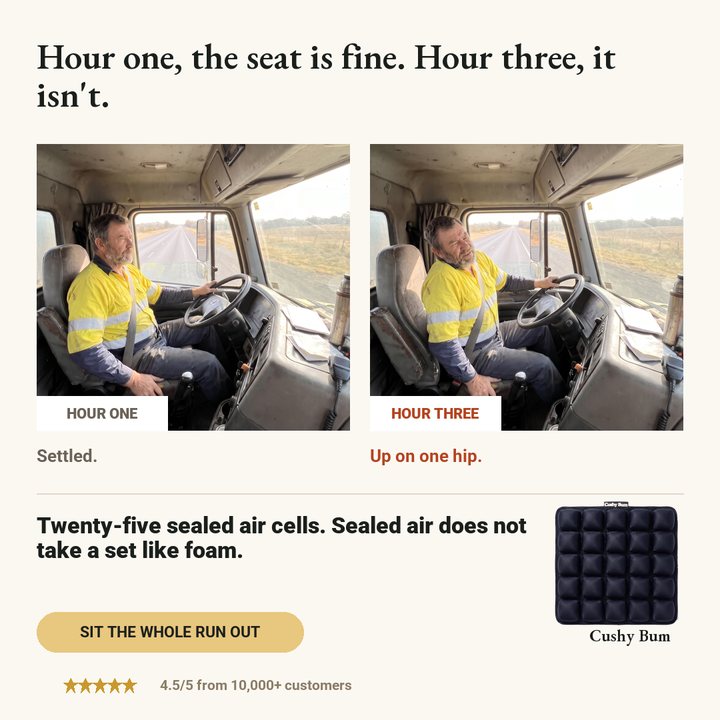 Hour one, the seat is fine. Hour three, it
isn't.
HOUR ONE
HOUR THREE
Settled.
Up on one hip.
Twenty-five sealed air cells. Sealed air does not
take a set like foam.
Cushy Bum
Cushy Bum
SIT THE WHOLE RUN OUT
4.5/5 from 10,000+ customers